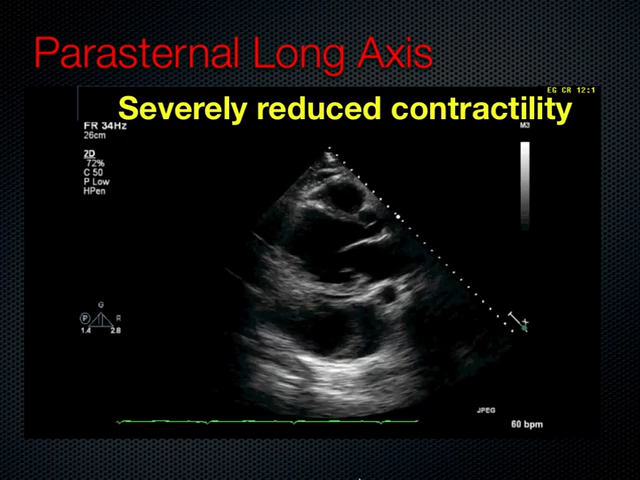 Parasternal Long Axis
EG CR 12:1
Severely reduced contractility
FR 34Hz
26cm
M3
2D
72%
C 50
P Low
HPen
G
P R
1.4 2.8
JPEG
60 bpm